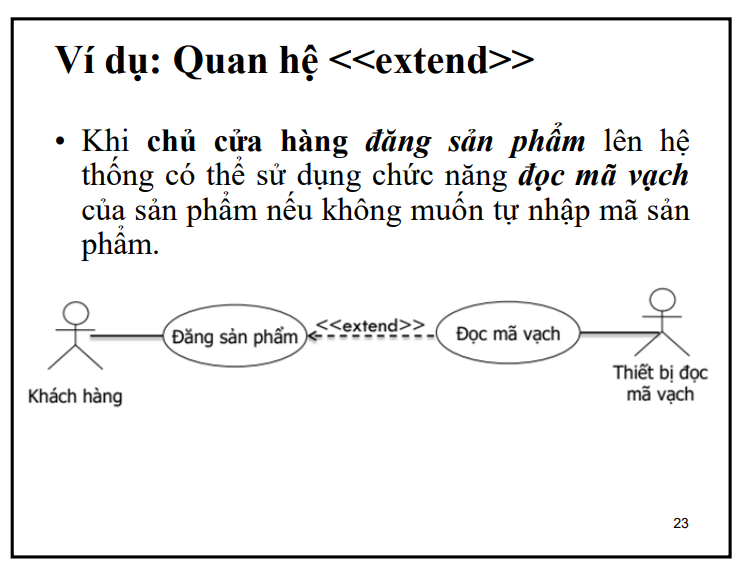 Ví dụ: Quan hệ <<extend>>
• Khi chủ cửa hàng đăng sản phẩm lên hệ
thống có thể sử dụng chức năng đọc mã vạch
của sản phẩm nếu không muốn tự nhập mã sản
phẩm.
<<extend>>
Đăng sản phẩm
Đọc mã vạch
Khách hàng
Thiết bị đọc
mã vạch
23